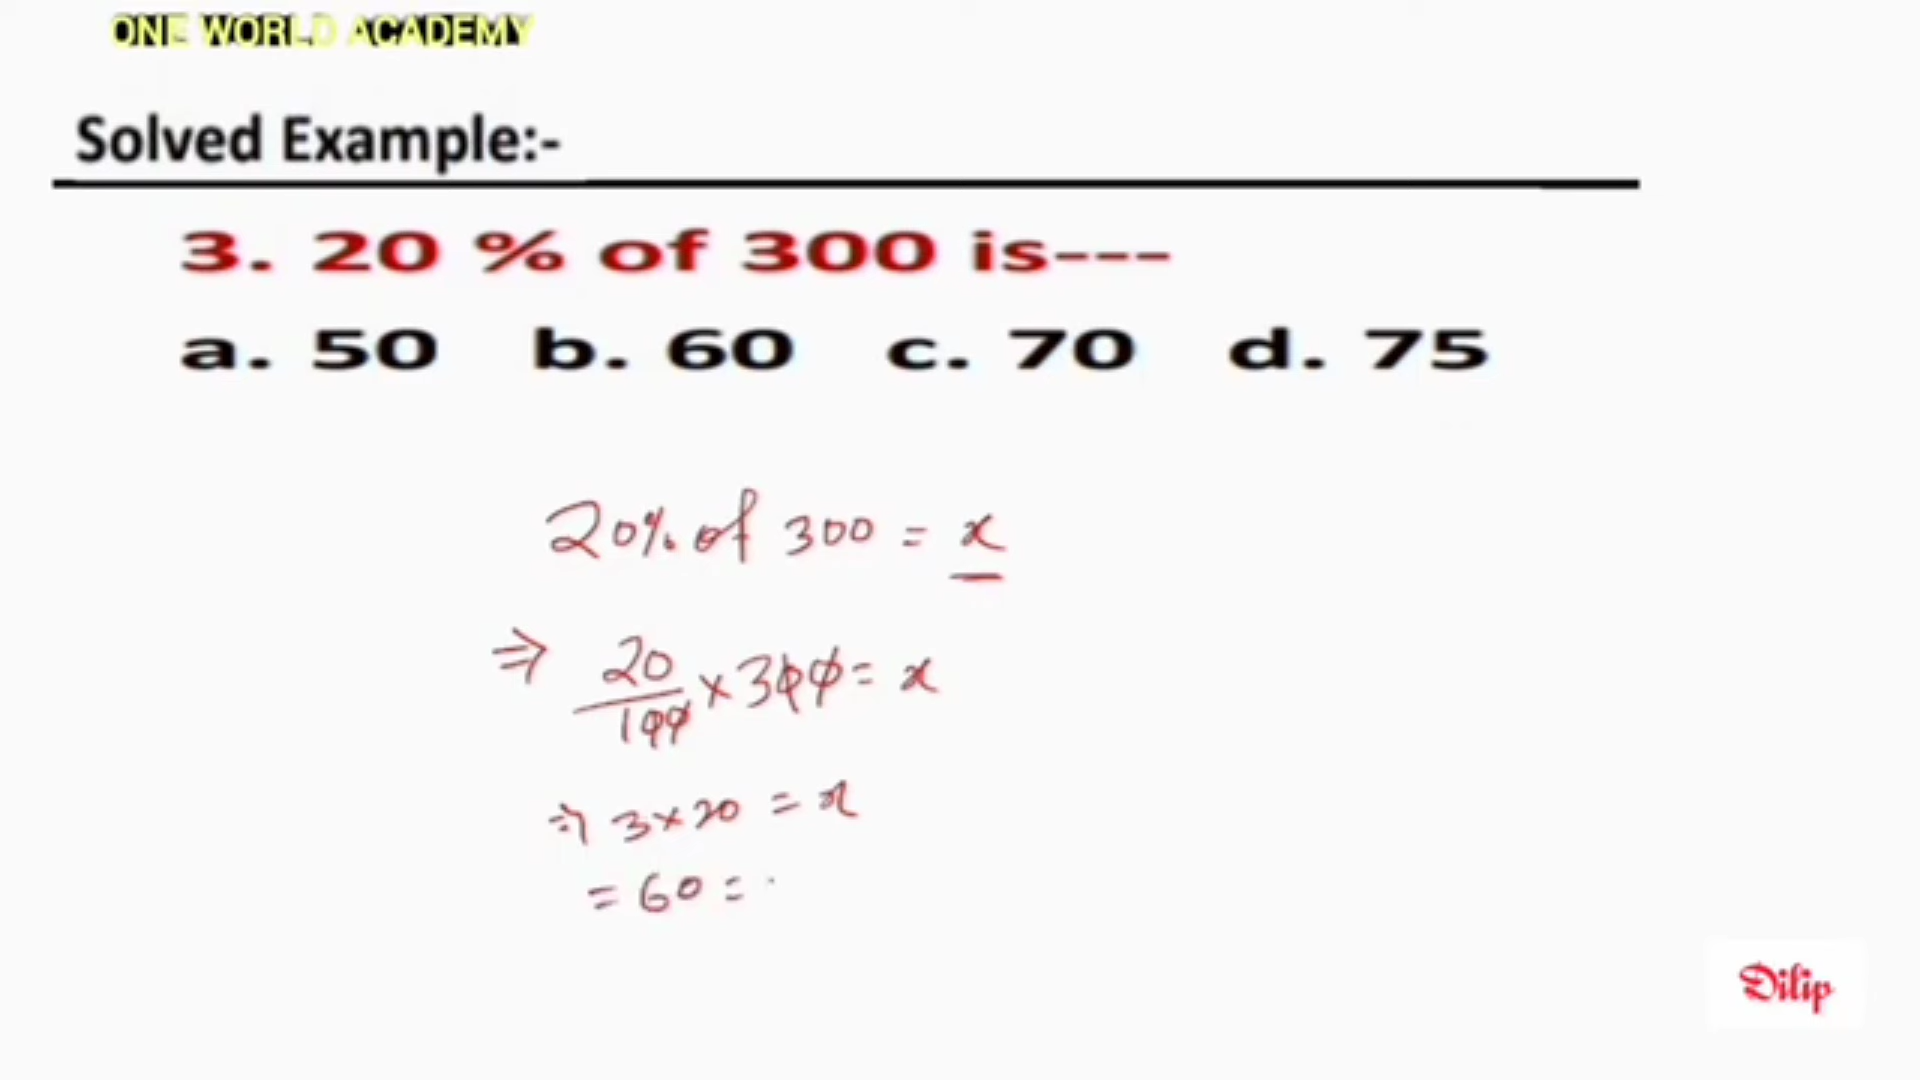 ONE WORLD ACADEMY
Solved Example:-
3. 20 % of 300 is---
a. 50 b. 60 c. 70 d. 75
20% of 300 = x
⇒ 20/100 × 300 = x
⇒ 3 × 20 = x
= 60 =
Dilip